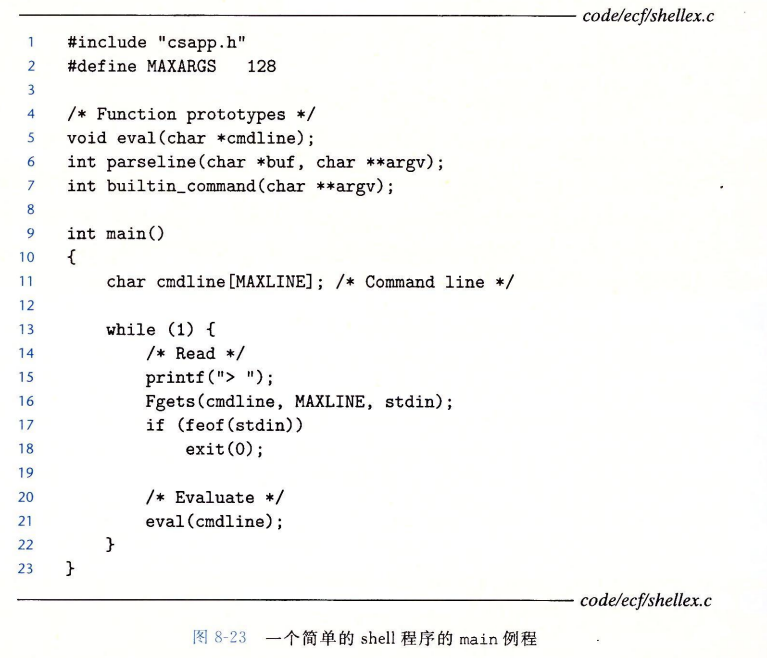 code/ecf/shellex.c
1 #include "csapp.h"
2 #define MAXARGS   128
3
4 /* Function prototypes */
5 void eval(char *cmdline);
6 int parseline(char *buf, char **argv);
7 int builtin_command(char **argv);
8
9 int main()
10 {
11     char cmdline[MAXLINE]; /* Command line */
12
13     while (1) {
14         /* Read */
15         printf("> ");
16         Fgets(cmdline, MAXLINE, stdin);
17         if (feof(stdin))
18             exit(0);
19
20         /* Evaluate */
21         eval(cmdline);
22     }
23 }
code/ecf/shellex.c
图 8-23 一个简单的 shell 程序的 main 例程